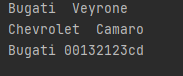 Bugati  Veyrone
Chevrolet  Camaro
Bugati 00132123cd